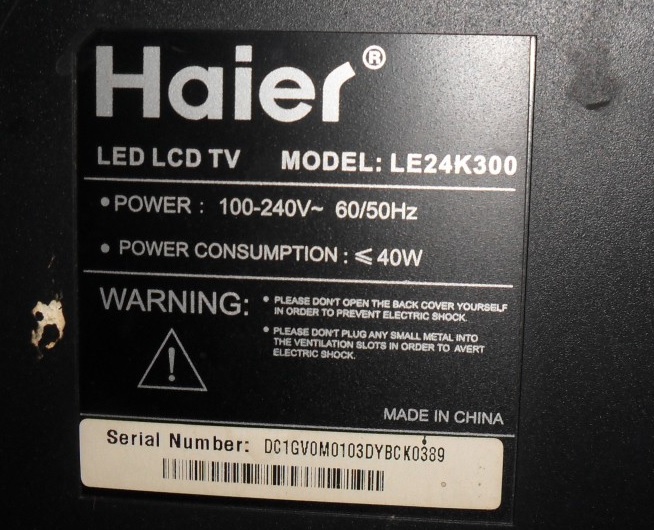 Haier®
LED LCD TV MODEL: LE24K300
• POWER : 100-240V~ 60/50Hz
• POWER CONSUMPTION : ⩽ 40W
WARNING:
• PLEASE DON'T OPEN THE BACK COVER YOURSELF
IN ORDER TO PREVENT ELECTRIC SHOCK.
• PLEASE DON'T PLUG ANY SMALL METAL INTO
THE VENTILATION SLOTS IN ORDER TO AVERT
ELECTRIC SHOCK.
!
MADE IN CHINA
Serial Number: DC1GV0M0103DYBCK0389